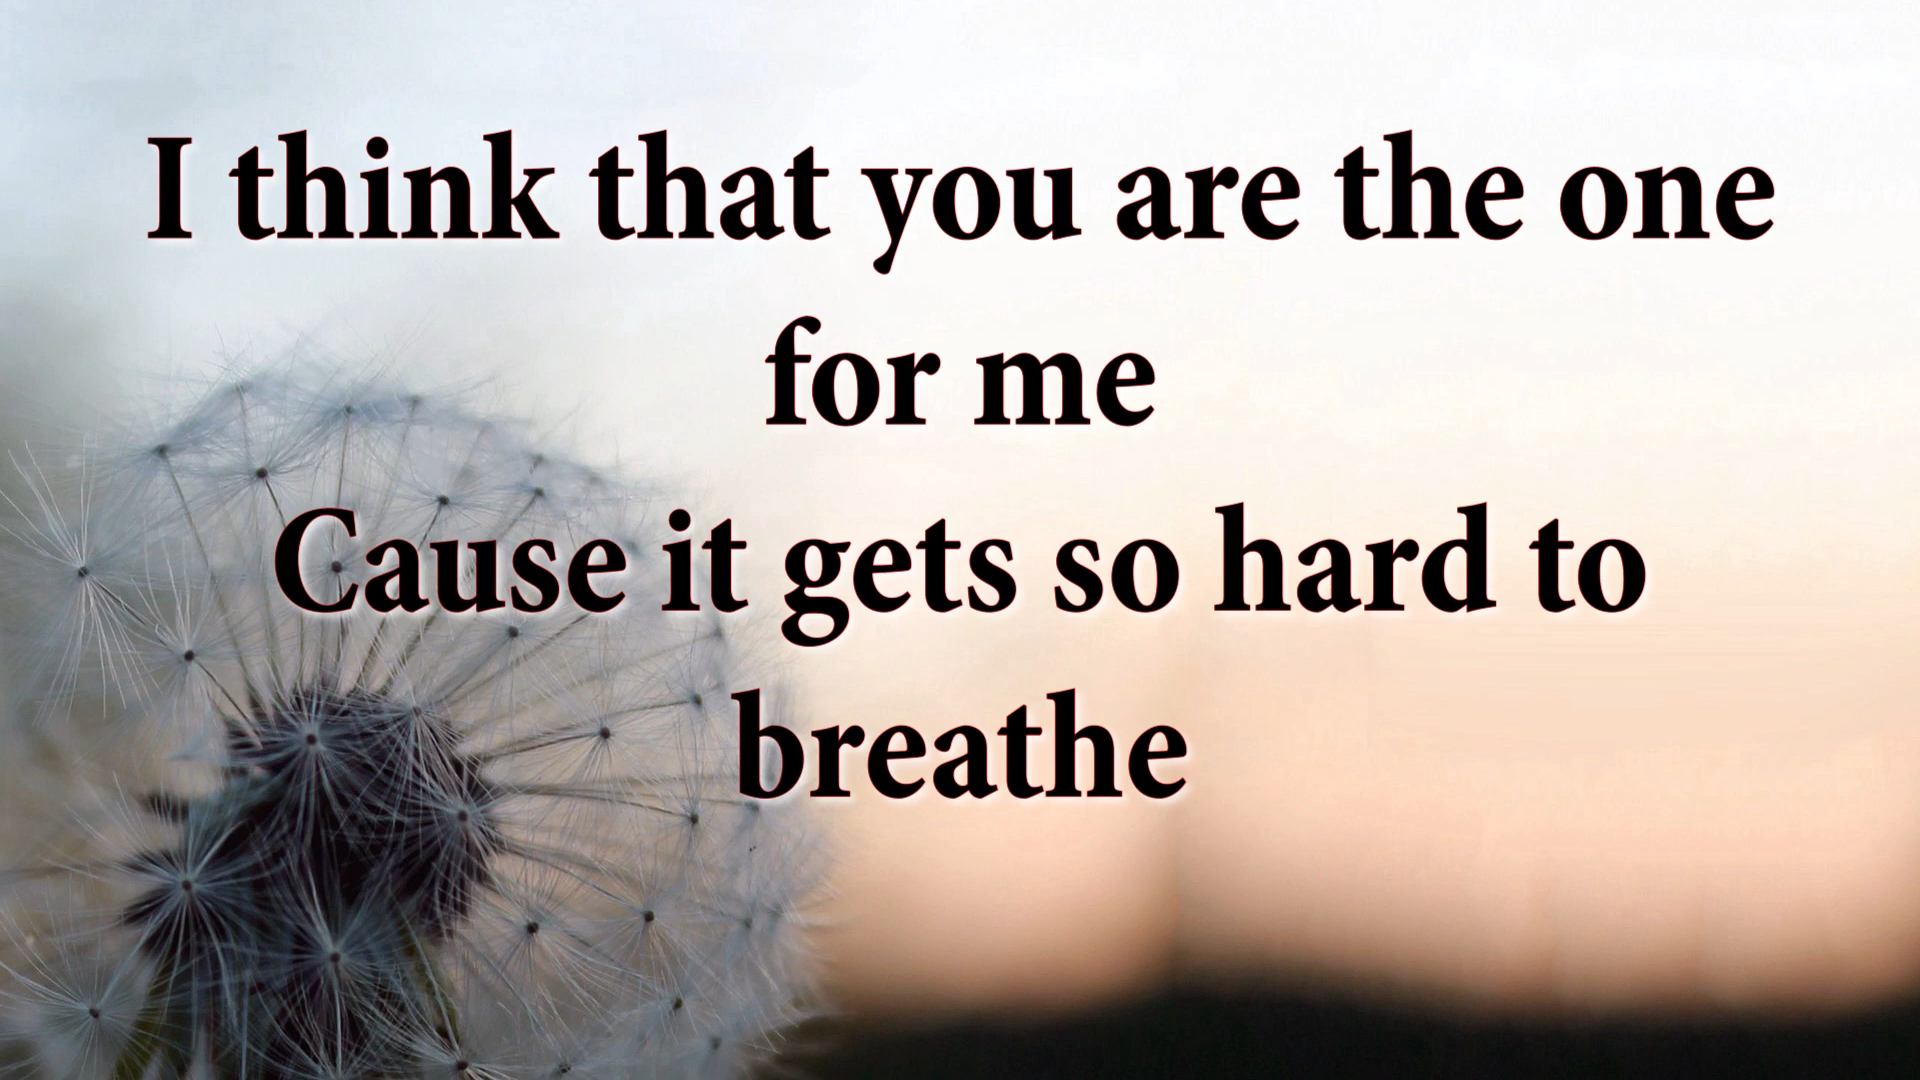 I think that you are the one
for me
Cause it gets so hard to
breathe